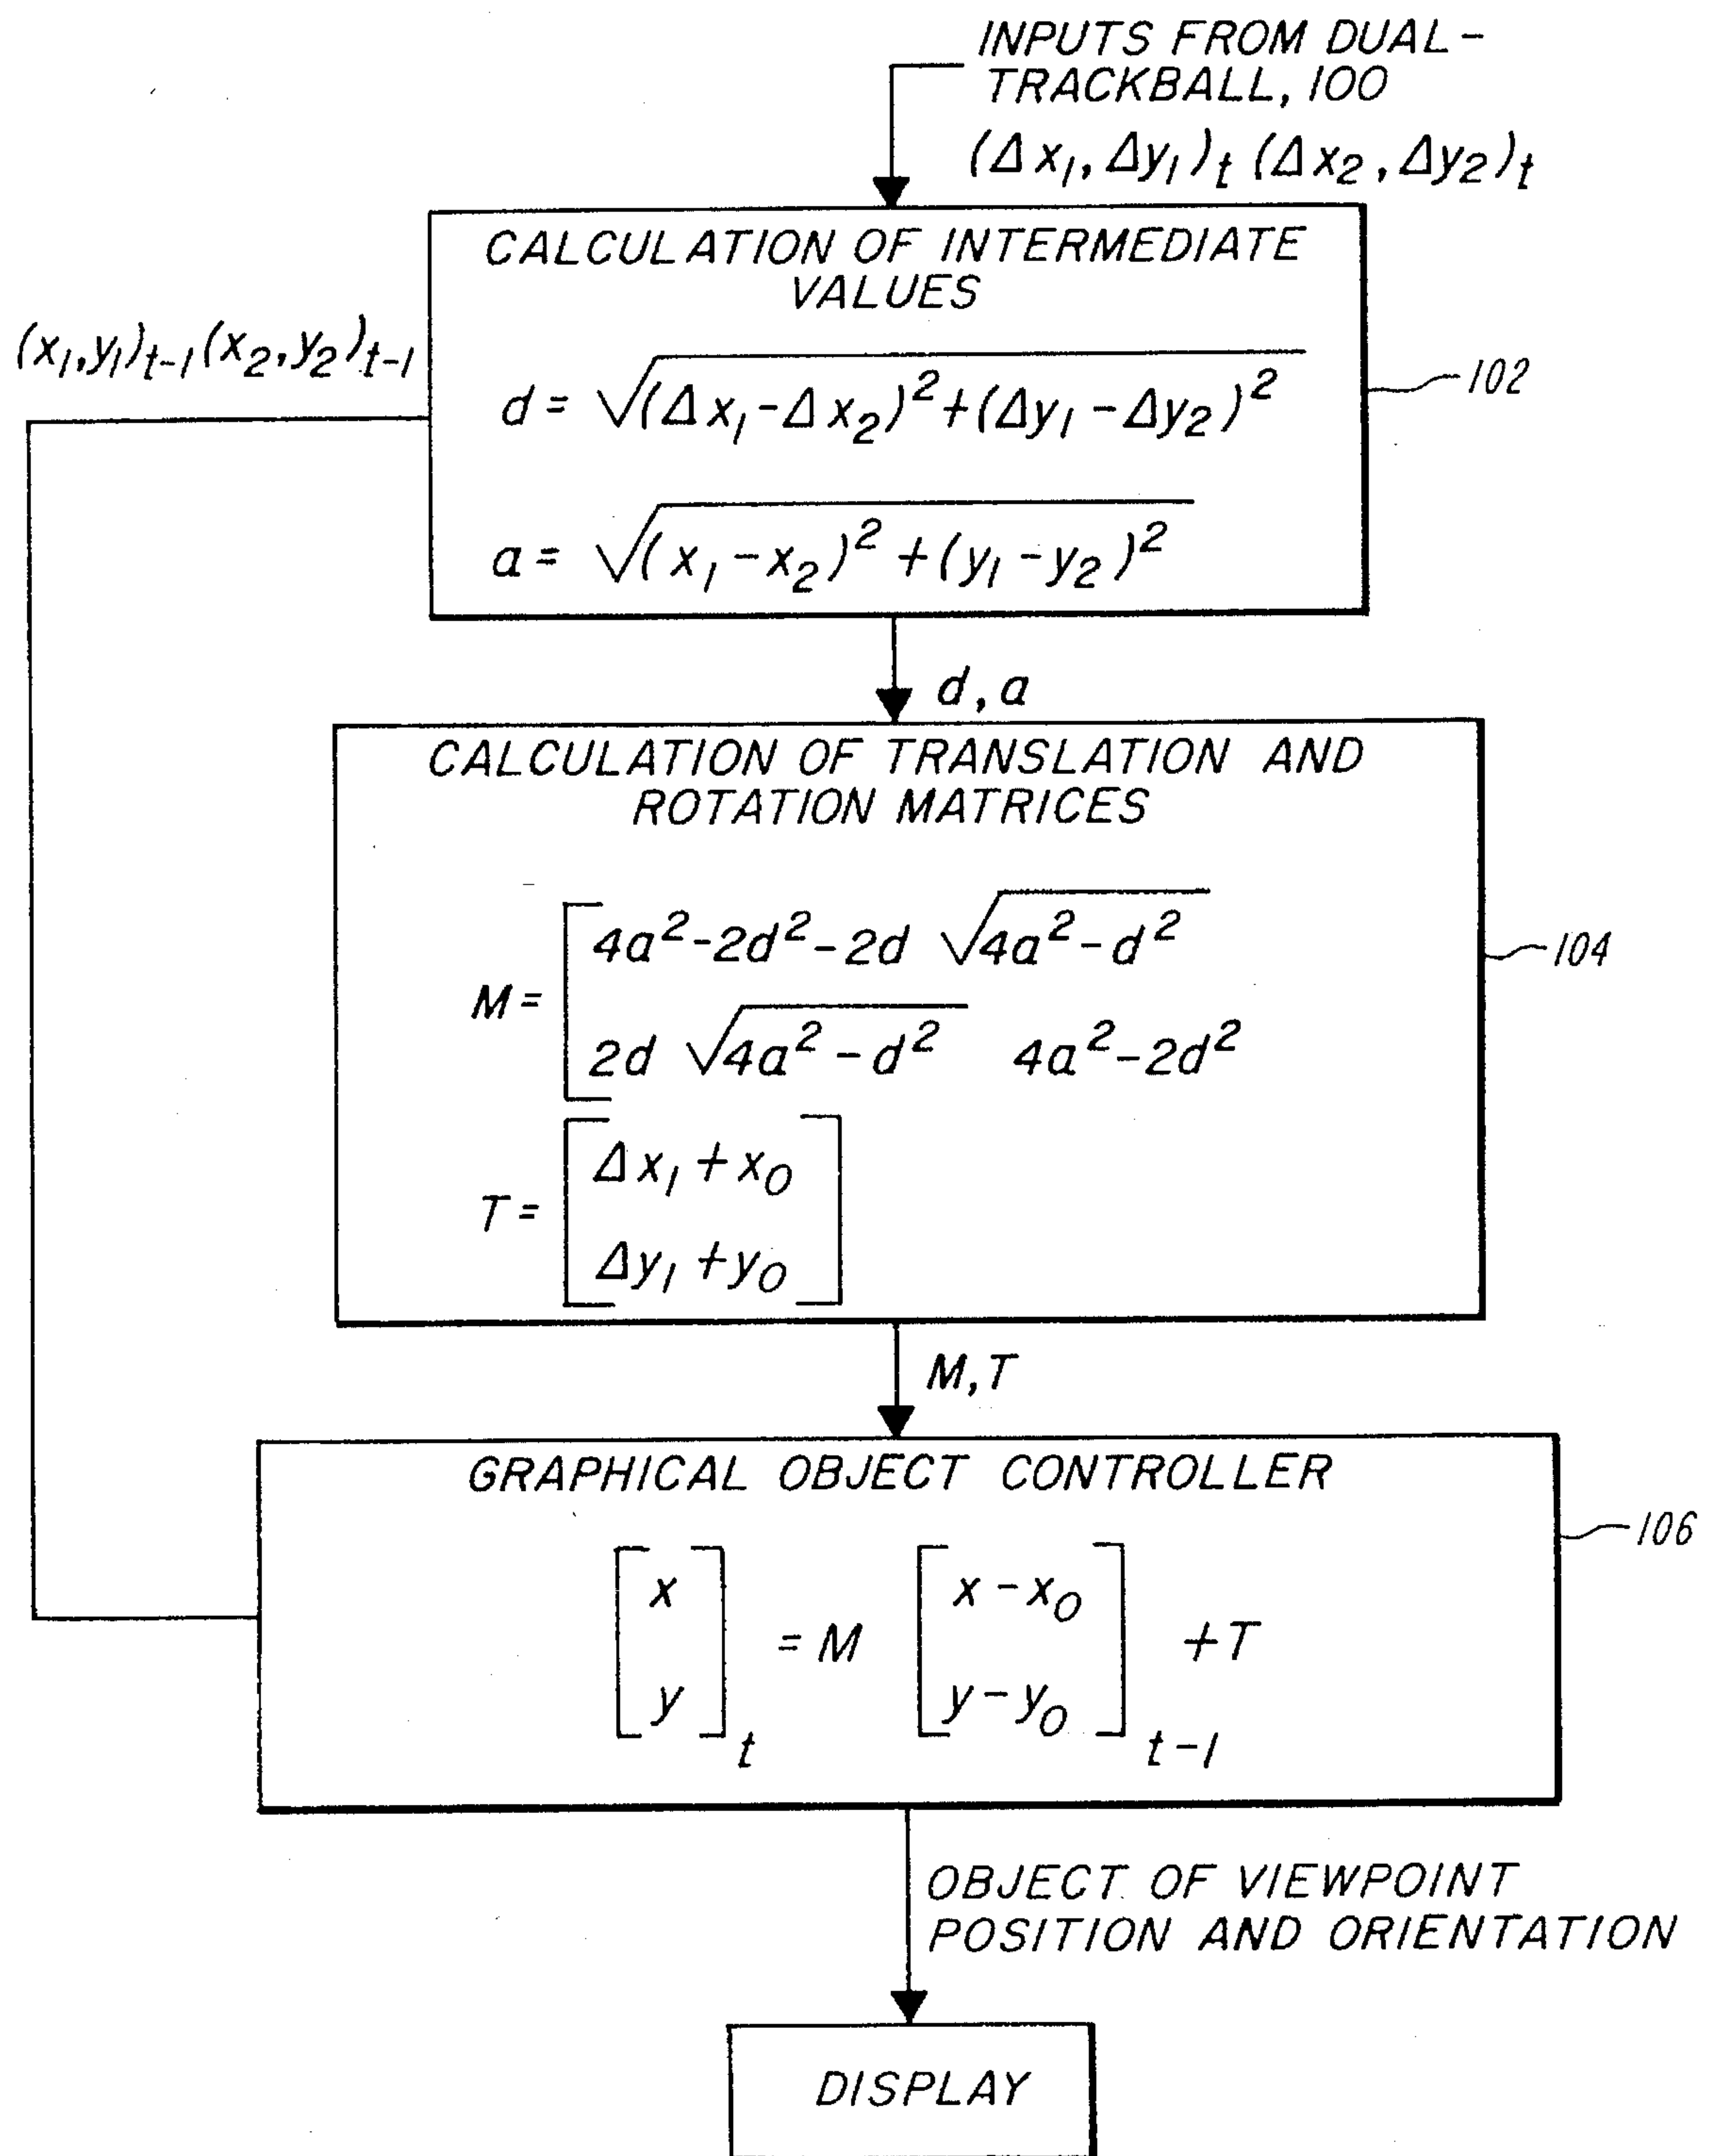 INPUTS FROM DUAL-
TRACKBALL, 100
(Δx₁, Δy₁)ₜ (Δx₂, Δy₂)ₜ
CALCULATION OF INTERMEDIATE
VALUES
(x₁,y₁)ₜ₋₁(x₂,y₂)ₜ₋₁
d = √(Δx₁-Δx₂)²+(Δy₁-Δy₂)²
102
a = √(x₁-x₂)²+(y₁-y₂)²
d, a
CALCULATION OF TRANSLATION AND
ROTATION MATRICES
4a²-2d²-2d √4a²-d²
104
M =
2d √4a²-d² 4a²-2d²
Δx₁+x₀
T =
Δy₁+y₀
M, T
GRAPHICAL OBJECT CONTROLLER
106
x x-x₀
= M + T
y y-y₀
t t-1
OBJECT OF VIEWPOINT
POSITION AND ORIENTATION
DISPLAY